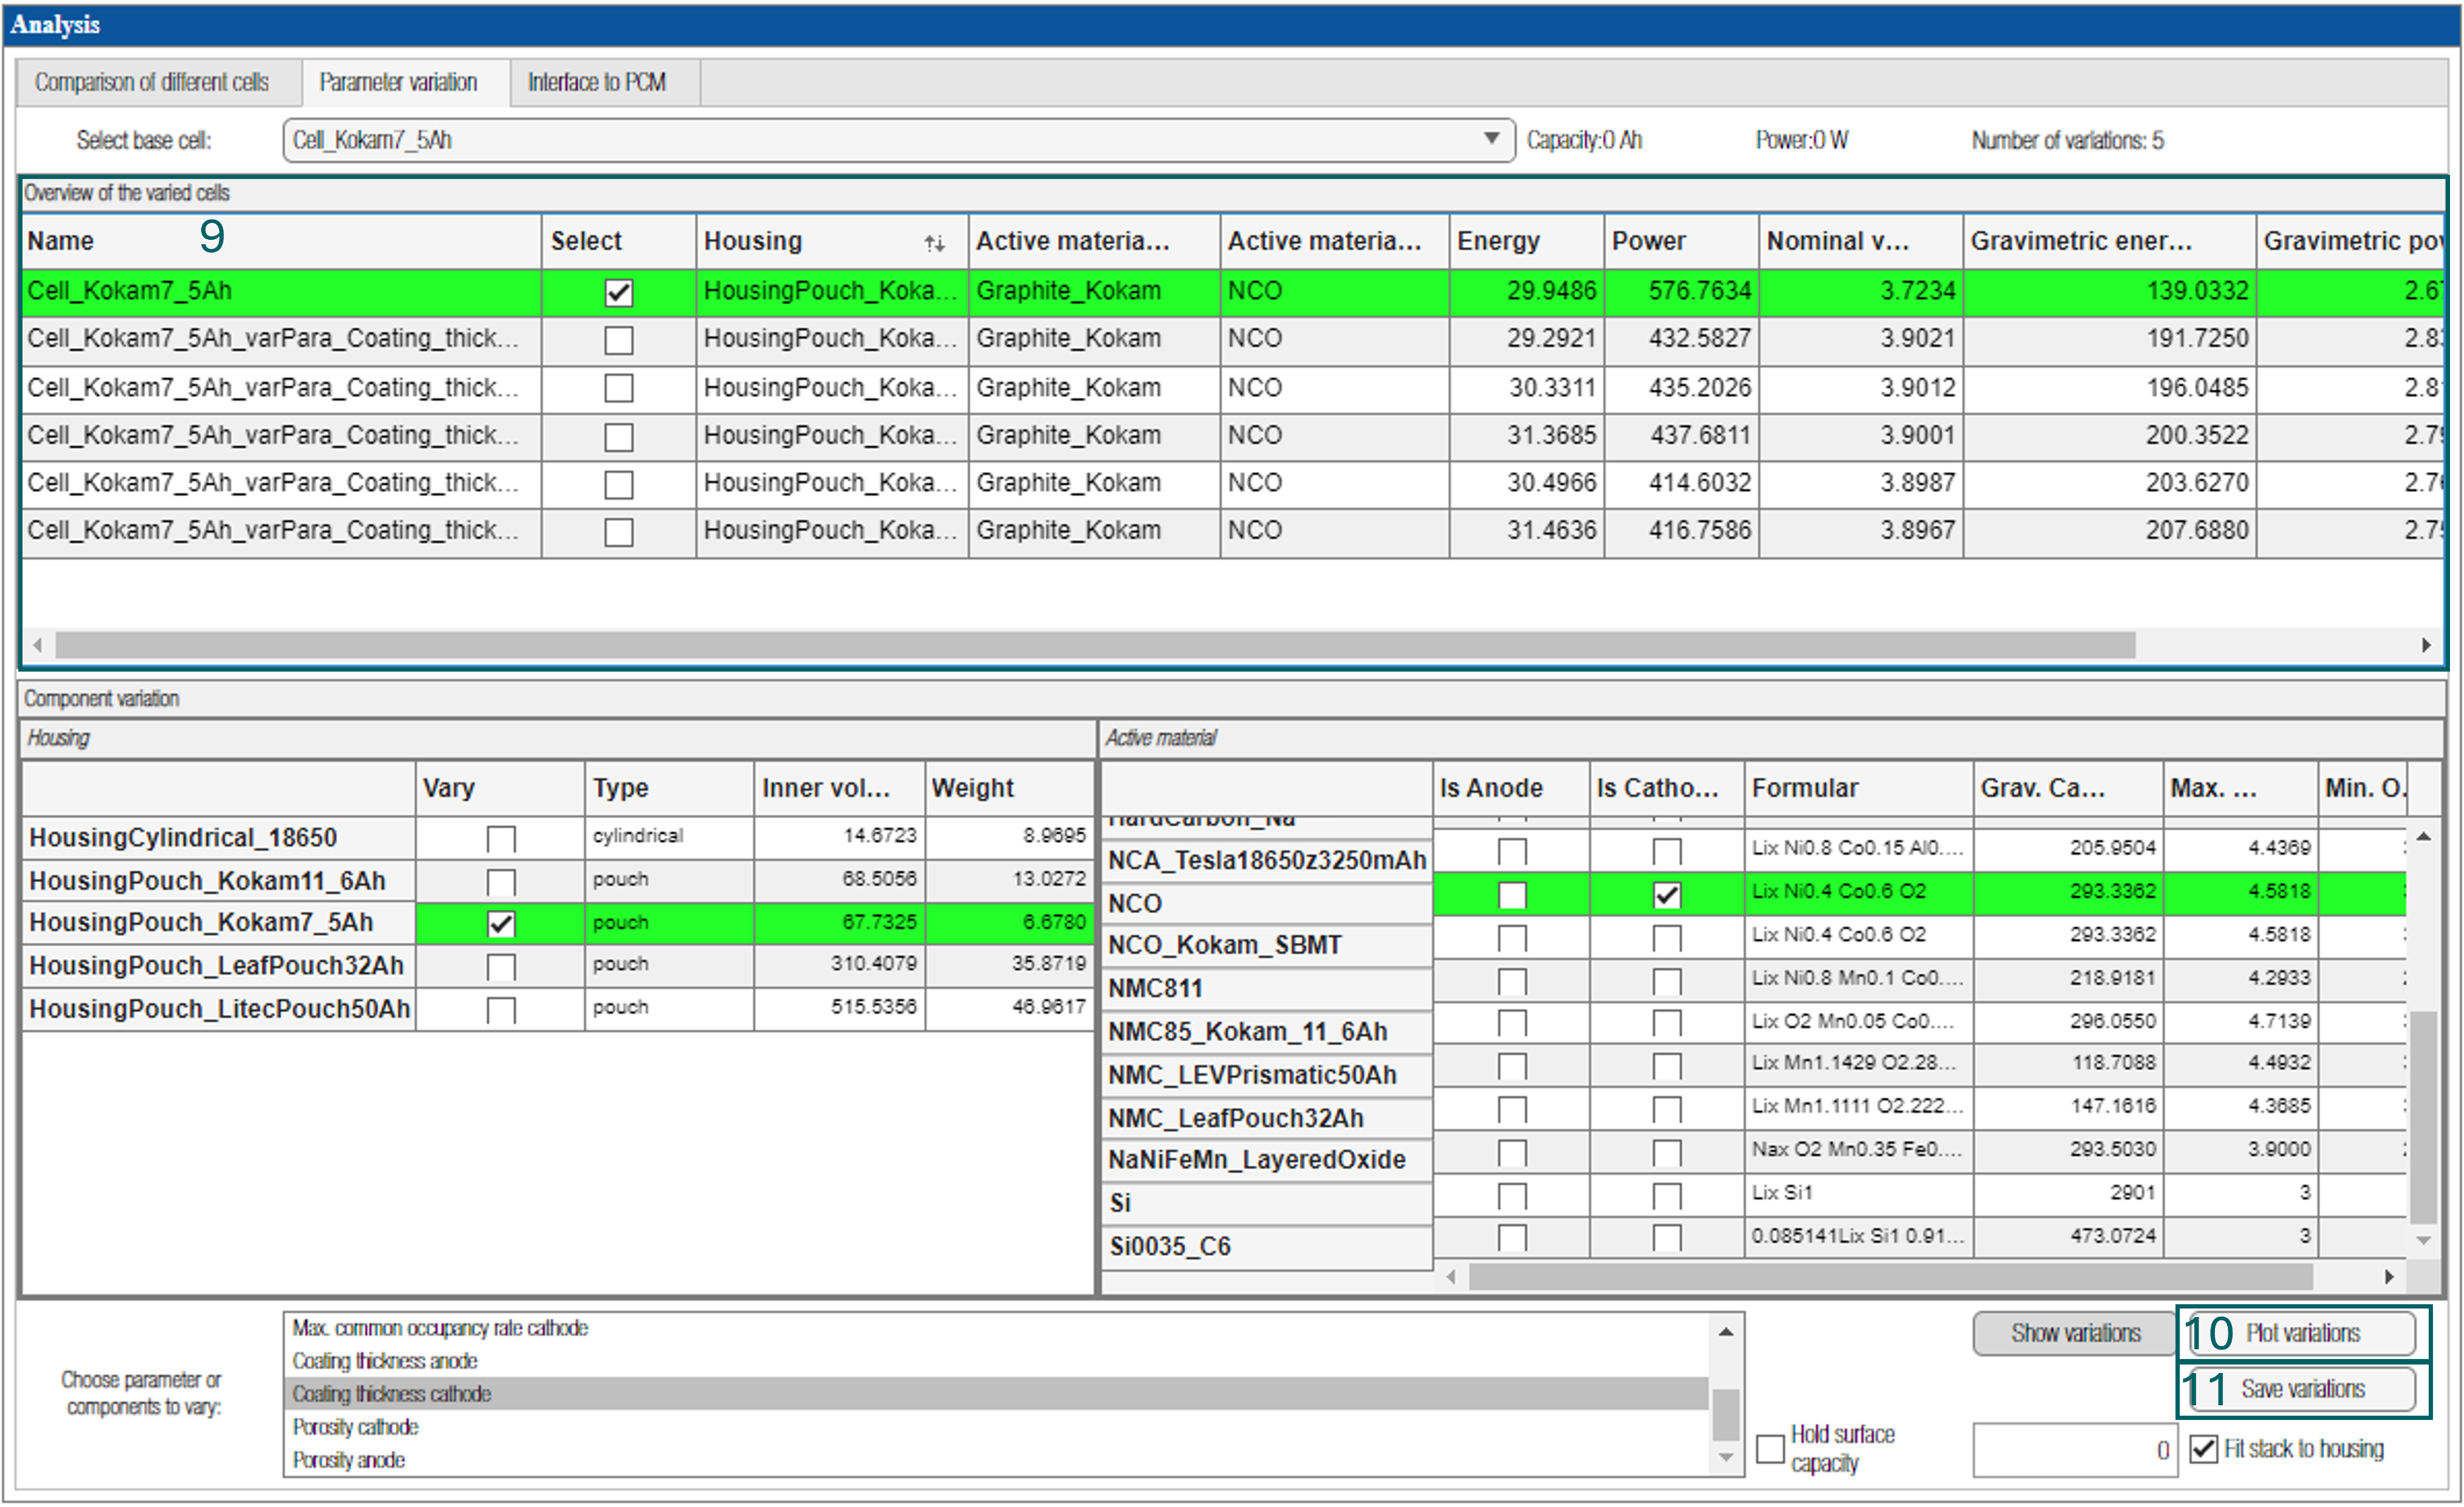 Analysis
Comparison of different cells Parameter variation Interface to PCM
Select base cell: Cell_Kokam7_5Ah Capacity:0 Ah Power:0 W Number of variations: 5
Overview of the varied cells
Name 9 Select Housing Active materia... Active materia... Energy Power Nominal v... Gravimetric ener... Gravimetric pov
Cell_Kokam7_5Ah HousingPouch_Koka... Graphite_Kokam NCO 29.9486 576.7634 3.7234 139.0332 2.67
Cell_Kokam7_5Ah_varPara_Coating_thick... HousingPouch_Koka... Graphite_Kokam NCO 29.2921 432.5827 3.9021 191.7250 2.83
Cell_Kokam7_5Ah_varPara_Coating_thick... HousingPouch_Koka... Graphite_Kokam NCO 30.3311 435.2026 3.9012 196.0485 2.81
Cell_Kokam7_5Ah_varPara_Coating_thick... HousingPouch_Koka... Graphite_Kokam NCO 31.3685 437.6811 3.9001 200.3522 2.79
Cell_Kokam7_5Ah_varPara_Coating_thick... HousingPouch_Koka... Graphite_Kokam NCO 30.4966 414.6032 3.8987 203.6270 2.76
Cell_Kokam7_5Ah_varPara_Coating_thick... HousingPouch_Koka... Graphite_Kokam NCO 31.4636 416.7586 3.8967 207.6880 2.75
Component variation
Housing
Vary Type Inner vol... Weight
HousingCylindrical_18650 cylindrical 14.6723 8.9695
HousingPouch_Kokam11_6Ah pouch 68.5056 13.0272
HousingPouch_Kokam7_5Ah pouch 67.7325 6.6780
HousingPouch_LeafPouch32Ah pouch 310.4079 35.8719
HousingPouch_LitecPouch50Ah pouch 515.5356 46.9617
Active material
Is Anode Is Catho... Formular Grav. Ca... Max. ... Min. O.
HardCarbon_Na
NCA_Tesla18650z3250mAh Lix Ni0.8 Co0.15 Al0.... 205.9504 4.4369
NCO Lix Ni0.4 Co0.6 O2 293.3362 4.5818
NCO_Kokam_SBMT Lix Ni0.4 Co0.6 O2 293.3362 4.5818
NMC811 Lix Ni0.8 Mn0.1 Co0.... 218.9181 4.2933
NMC85_Kokam_11_6Ah Lix O2 Mn0.05 Co0.... 296.0550 4.7139
NMC_LEVPrismatic50Ah Lix Mn1.1429 O2.28... 118.7088 4.4932
NMC_LeafPouch32Ah Lix Mn1.1111 O2.222... 147.1616 4.3685
NaNiFeMn_LayeredOxide Nax O2 Mn0.35 Fe0.... 293.5030 3.9000
Si Lix Si1 2901 3
Si0035_C6 0.085141Lix Si1 0.91... 473.0724 3
Choose parameter or
components to vary:
Max. common occupancy rate cathode
Coating thickness anode
Coating thickness cathode
Porosity cathode
Porosity anode
Show variations 10 Plot variations
11 Save variations
Hold surface
capacity
0 Fit stack to housing